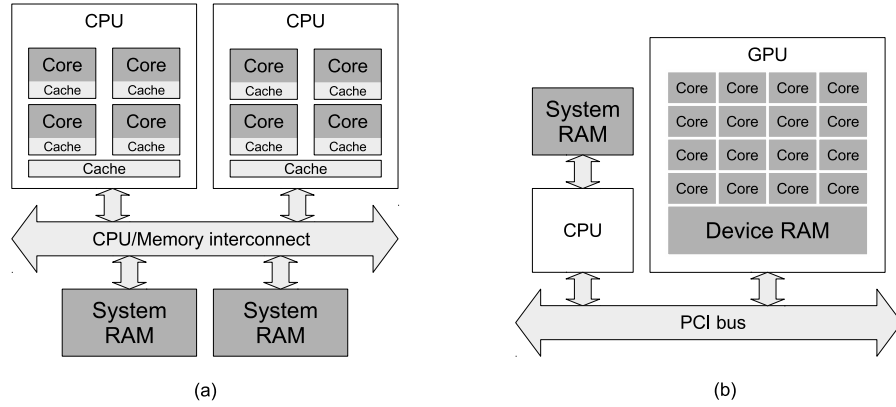 CPU
CPU
Core
Core
Cache
Cache
Core
Core
Cache
Cache
Cache
Core
Core
Cache
Cache
Core
Core
Cache
Cache
Cache
CPU/Memory interconnect
System
RAM
System
RAM
(a)
GPU
Core Core Core Core
Core Core Core Core
Core Core Core Core
Core Core Core Core
Device RAM
System
RAM
CPU
PCI bus
(b)